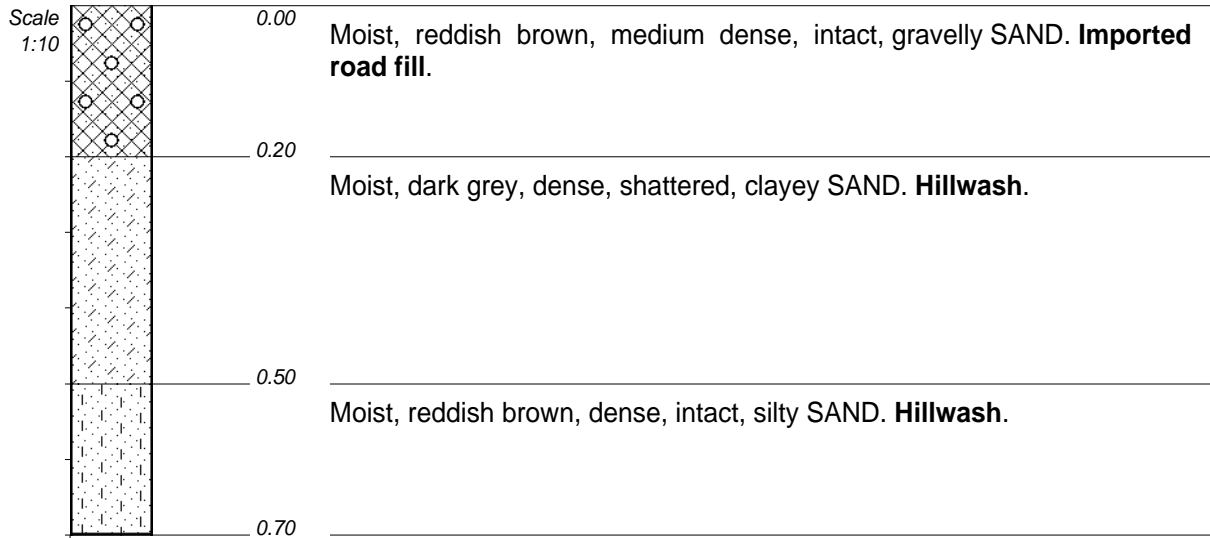 Scale
1:10
0.00
Moist, reddish brown, medium dense, intact, gravelly SAND. Imported
road fill.
0.20
Moist, dark grey, dense, shattered, clayey SAND. Hillwash.
0.50
Moist, reddish brown, dense, intact, silty SAND. Hillwash.
0.70